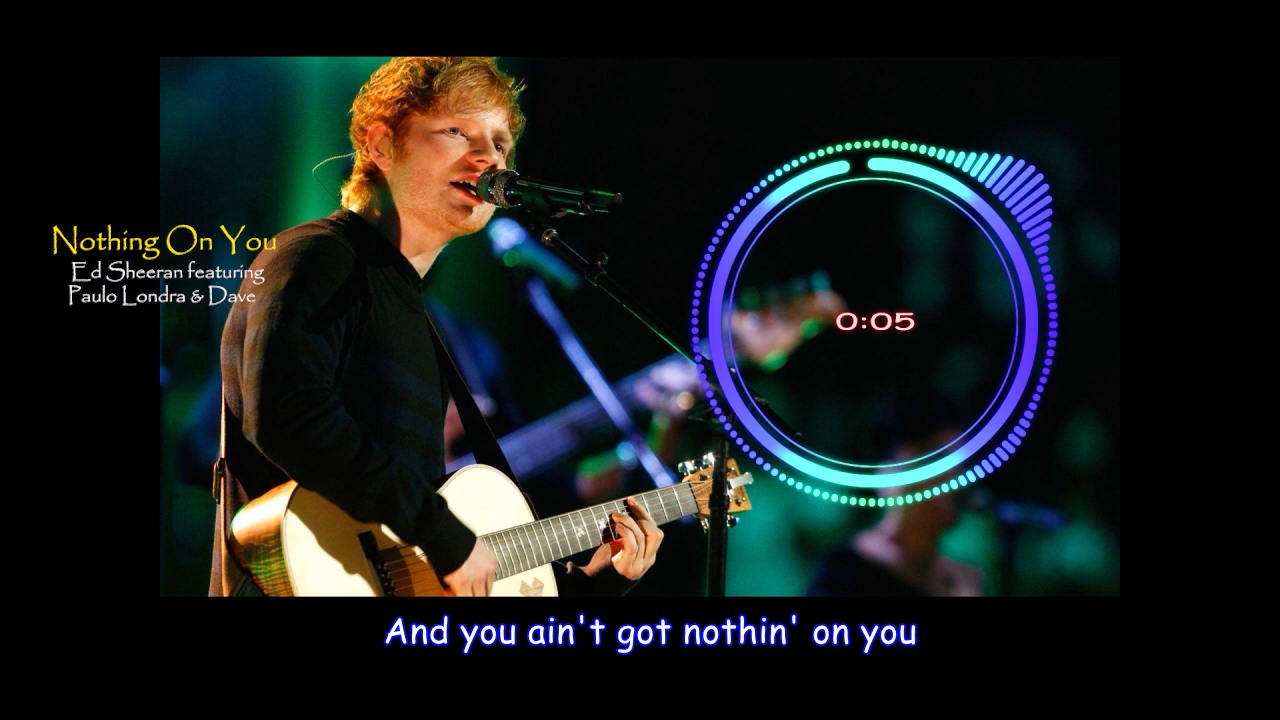 Nothing On You
Ed Sheeran featuring
Paulo Londra & Dave
0:05
And you ain't got nothin' on you